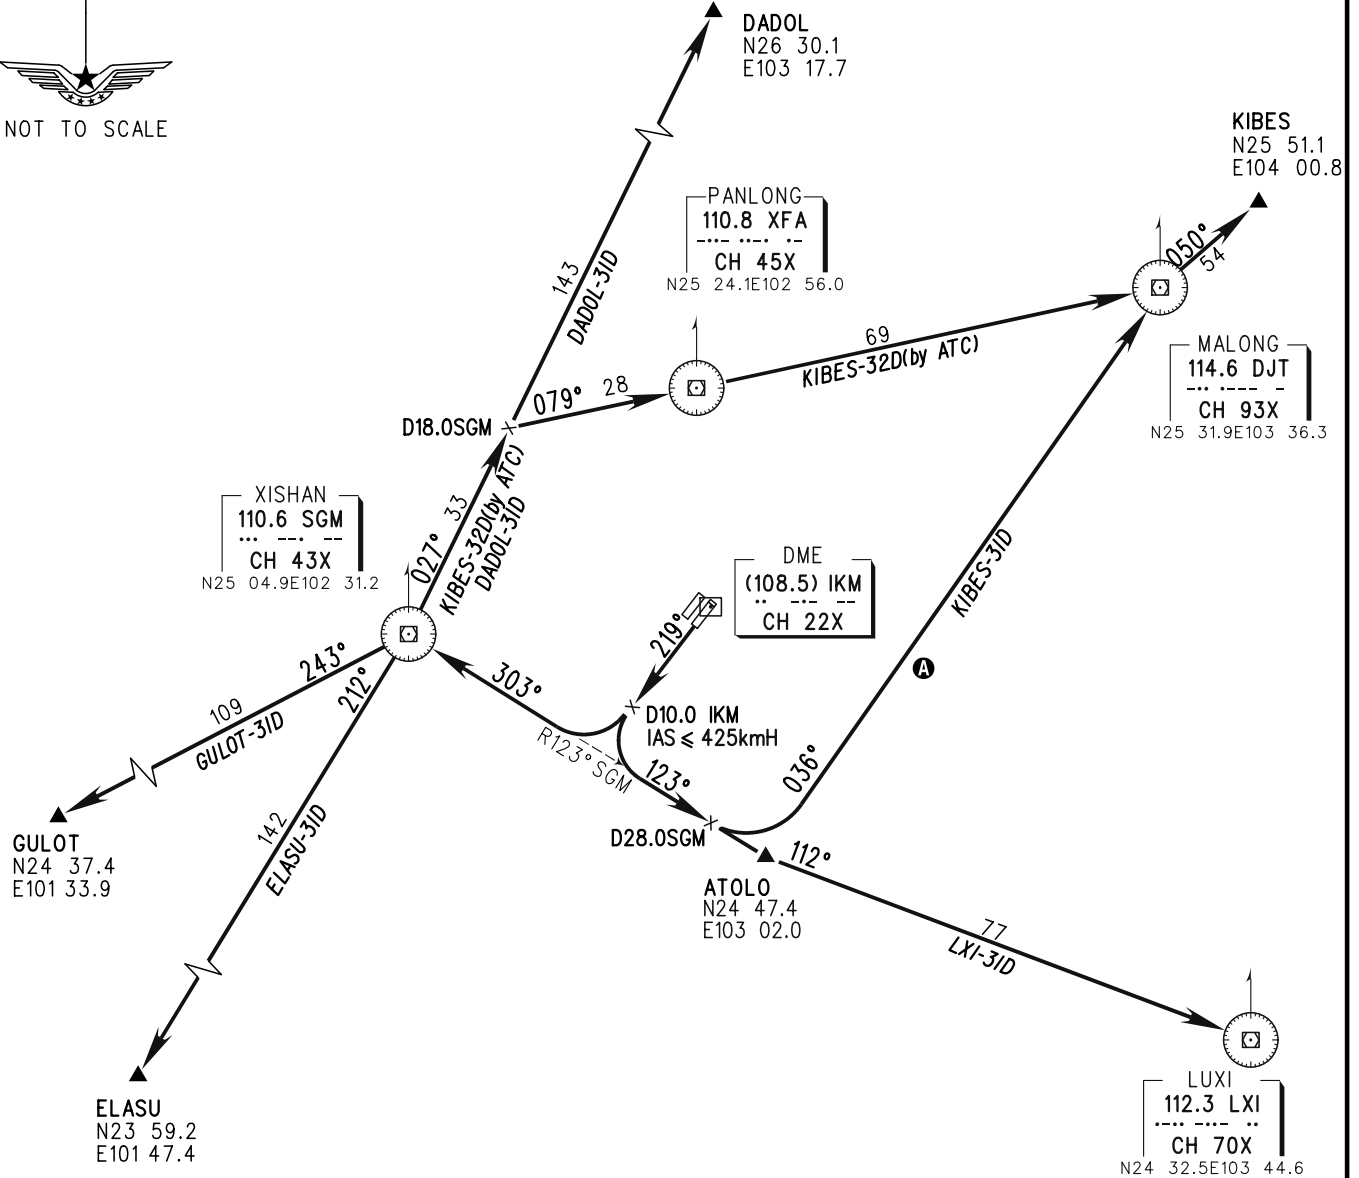 NOT TO SCALE
DADOL
N26 30.1
E103 17.7
KIBES
N25 51.1
E104 00.8
PANLONG
110.8 XFA
CH 45X
N25 24.1E102 56.0
143
DADOL-31D
050°
54
69
KIBES-32D(by ATC)
MALONG
114.6 DJT
CH 93X
N25 31.9E103 36.3
079°
28
D18.0SGM
XISHAN
110.6 SGM
CH 43X
N25 04.9E102 31.2
027°
33
KIBES-32D(by ATC)
DADOL-31D
DME
(108.5) IKM
CH 22X
219°
KIBES-31D
A
243°
212°
303°
109
GULOT-31D
D10.0 IKM
IAS ≤ 425kmH
R123° SGM
123°
036°
GULOT
N24 37.4
E101 33.9
142
ELASU-31D
D28.0SGM
112°
ATOLO
N24 47.4
E103 02.0
77
LXI-31D
ELASU
N23 59.2
E101 47.4
LUXI
112.3 LXI
CH 70X
N24 32.5E103 44.6